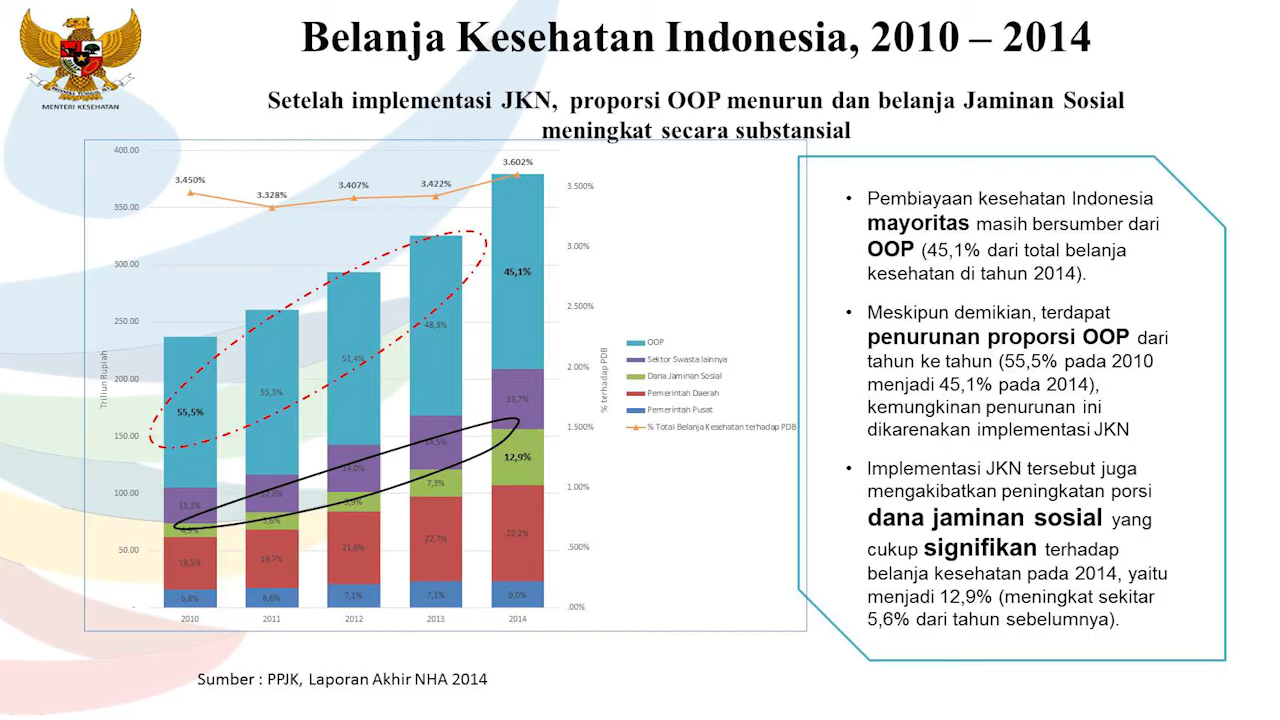 Belanja Kesehatan Indonesia, 2010 – 2014
MENTERI KESEHATAN
Setelah implementasi JKN, proporsi OOP menurun dan belanja Jaminan Sosial
meningkat secara substansial
400.00
350.00
300.00
250.00
200.00
150.00
100.00
50.00
-
Triliun Rupiah
3.450%
3.328%
3.407%
3.422%
3.602%
55,5%
55,3%
51,4%
48,3%
45,1%
13,3%
12,8%
14,0%
14,5%
13,7%
4,9%
5,6%
5,9%
7,3%
12,9%
19,5%
19,7%
21,6%
22,7%
22,2%
6,8%
6,6%
7,1%
7,1%
6,0%
2010
2011
2012
2013
2014
3.500%
3.00%
2.500%
2.00%
1.500%
1.00%
.500%
.00%
% terhadap PDB
OOP
Sektor Swasta lainnya
Dana Jaminan Sosial
Pemerintah Daerah
Pemerintah Pusat
% Total Belanja Kesehatan terhadap PDB
• Pembiayaan kesehatan Indonesia
mayoritas masih bersumber dari
OOP (45,1% dari total belanja
kesehatan di tahun 2014).
• Meskipun demikian, terdapat
penurunan proporsi OOP dari
tahun ke tahun (55,5% pada 2010
menjadi 45,1% pada 2014),
kemungkinan penurunan ini
dikarenakan implementasi JKN
• Implementasi JKN tersebut juga
mengakibatkan peningkatan porsi
dana jaminan sosial yang
cukup signifikan terhadap
belanja kesehatan pada 2014, yaitu
menjadi 12,9% (meningkat sekitar
5,6% dari tahun sebelumnya).
Sumber : PPJK, Laporan Akhir NHA 2014